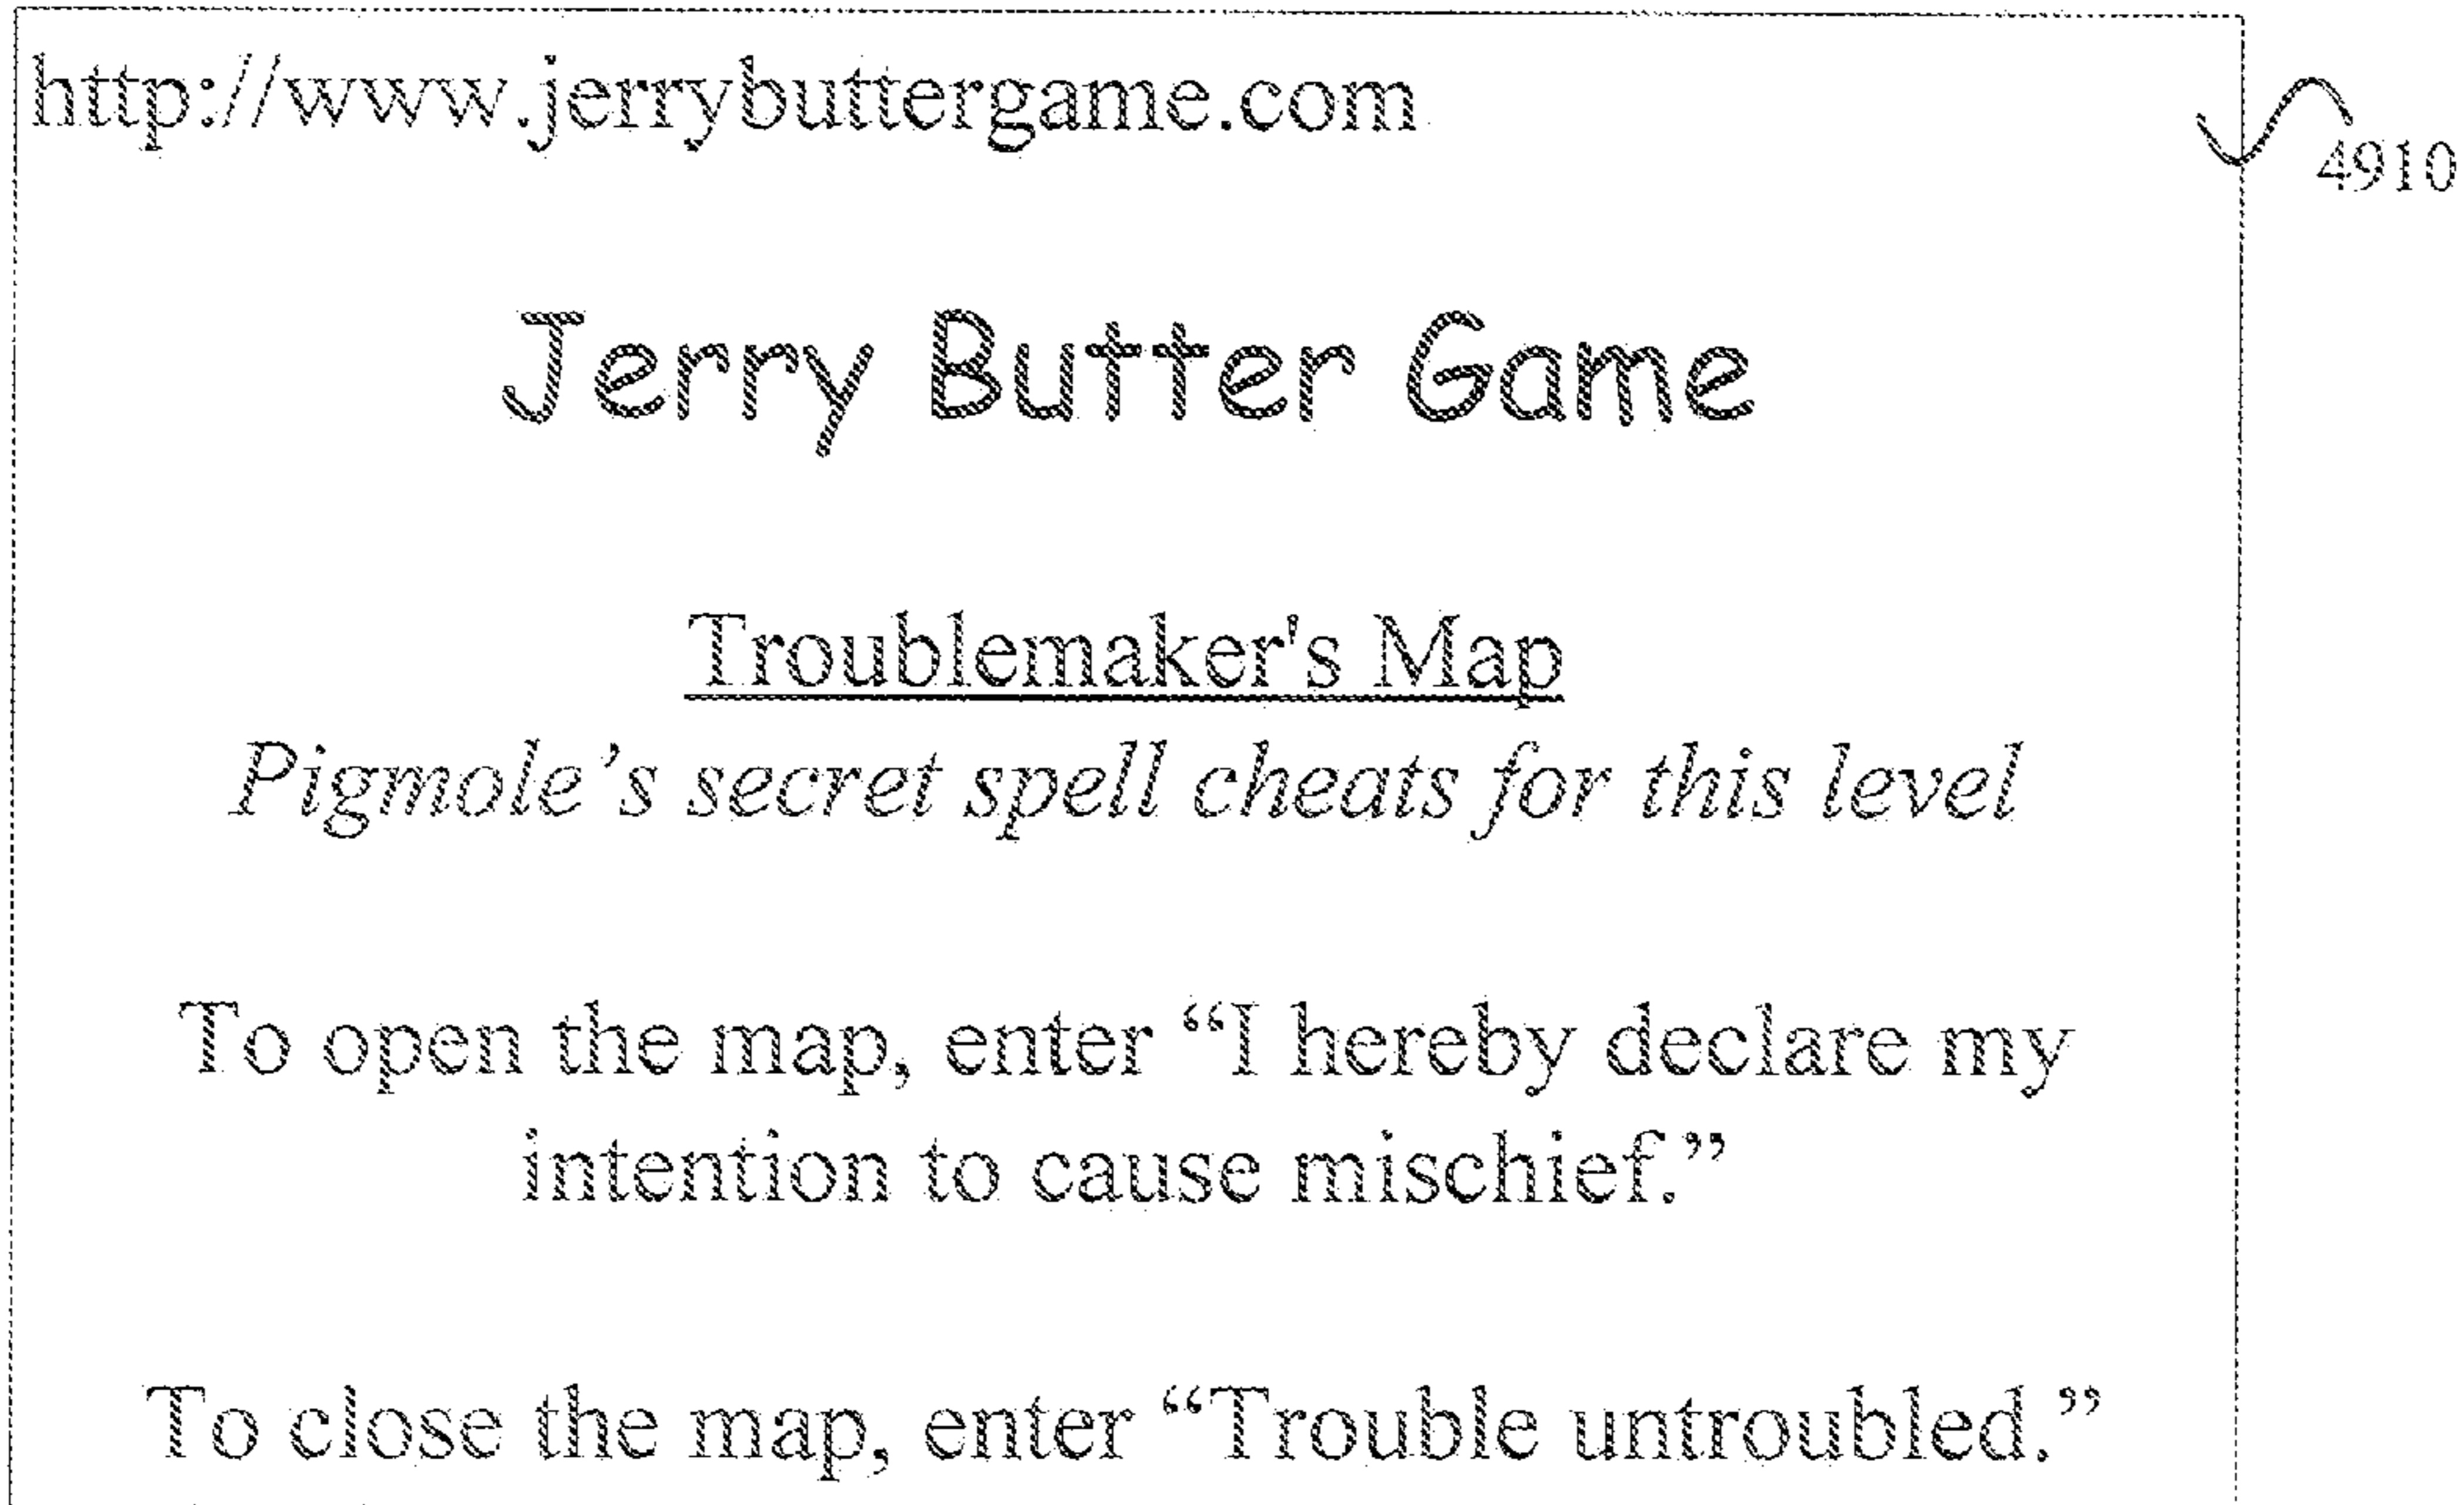 http://www.jerrybuttergame.com
4910
Jerry Butter Game
Troublemaker's Map
Pigmole’s secret spell cheats for this level
To open the map, enter “I hereby declare my
intention to cause mischief.”
To close the map, enter “Trouble untroubled.”